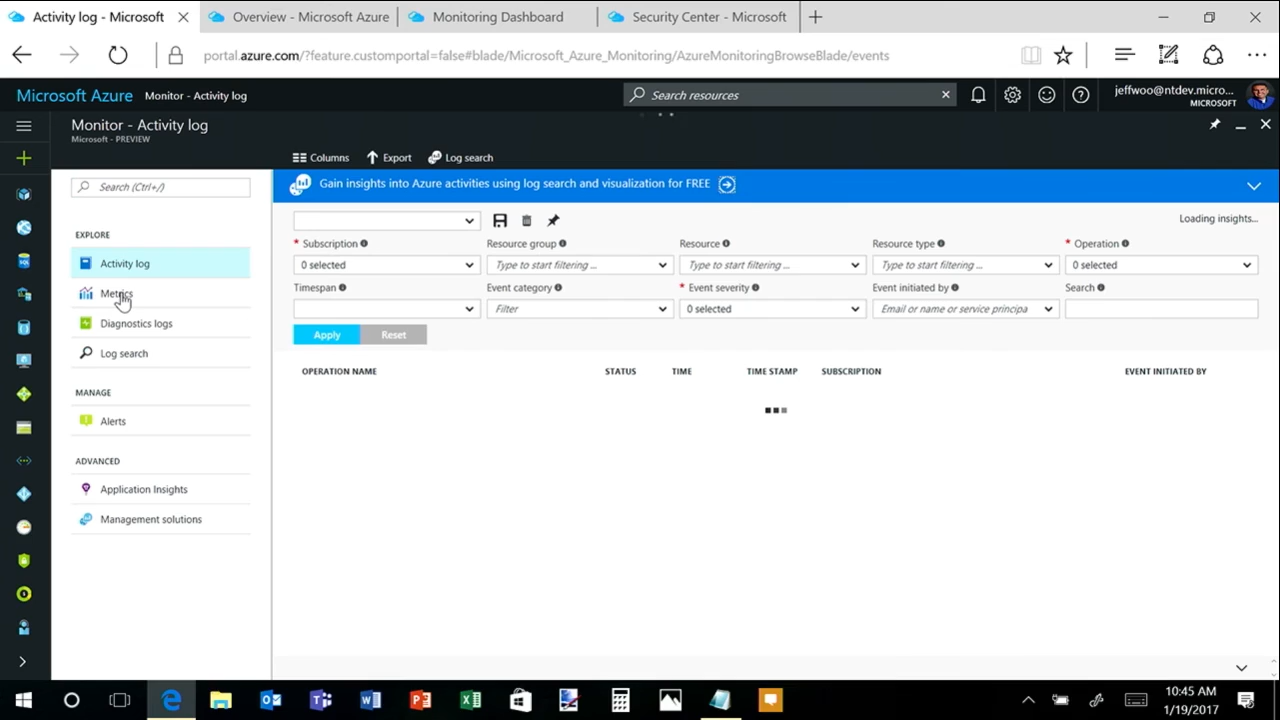 Activity log - Microsoft
Overview - Microsoft Azure
Monitoring Dashboard
Security Center - Microsoft
portal.azure.com/?feature.customportal=false#blade/Microsoft_Azure_Monitoring/AzureMonitoringBrowseBlade/events
Microsoft Azure Monitor - Activity log
Search resources
jeffwoo@ntdev.micro...
MICROSOFT
Monitor - Activity log
Microsoft - PREVIEW
Columns Export Log search
Search (Ctrl+/)
Gain insights into Azure activities using log search and visualization for FREE
Loading insights...
EXPLORE
Activity log
Metrics
Diagnostics logs
Log search
MANAGE
Alerts
ADVANCED
Application Insights
Management solutions
* Subscription Resource group Resource Resource type * Operation
0 selected Type to start filtering ... Type to start filtering ... Type to start filtering ... 0 selected
Timespan Event category * Event severity Event initiated by Search
Filter 0 selected Email or name or service principa
Apply Reset
OPERATION NAME STATUS TIME TIME STAMP SUBSCRIPTION EVENT INITIATED BY
10:45 AM
1/19/2017